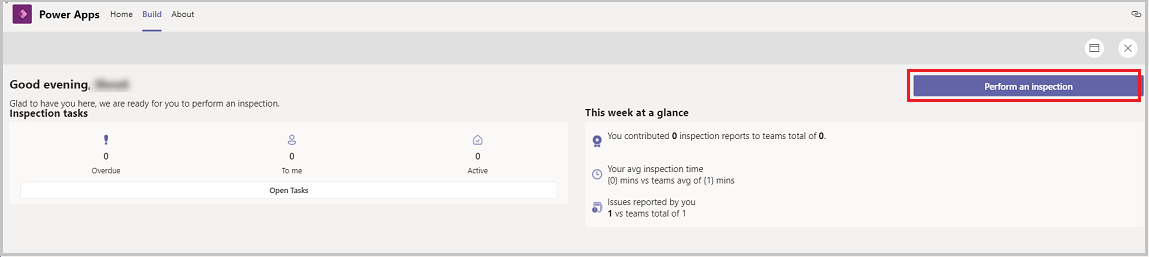 Power Apps Home Build About
Good evening,
Perform an inspection
Glad to have you here, we are ready for you to perform an inspection.
Inspection tasks
0
Overdue
0
To me
0
Active
Open Tasks
This week at a glance
You contributed 0 inspection reports to teams total of 0.
Your avg inspection time
{0} mins vs teams avg of {1} mins
Issues reported by you
1 vs teams total of 1